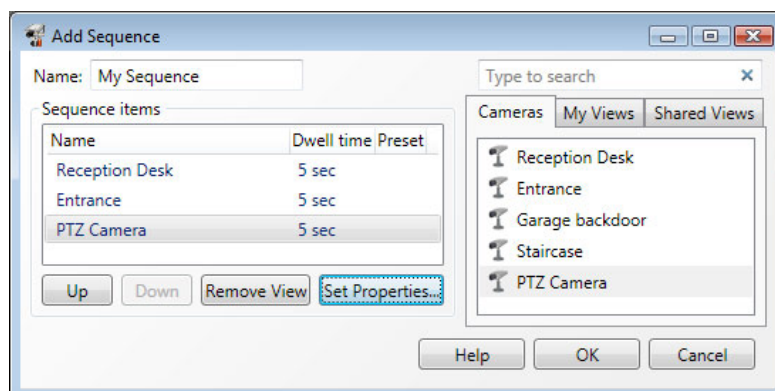 Add Sequence
Name: My Sequence
Type to search
Sequence items
Name Dwell time Preset
Reception Desk 5 sec
Entrance 5 sec
PTZ Camera 5 sec
Up Down Remove View Set Properties...
Cameras My Views Shared Views
Reception Desk
Entrance
Garage backdoor
Staircase
PTZ Camera
Help OK Cancel